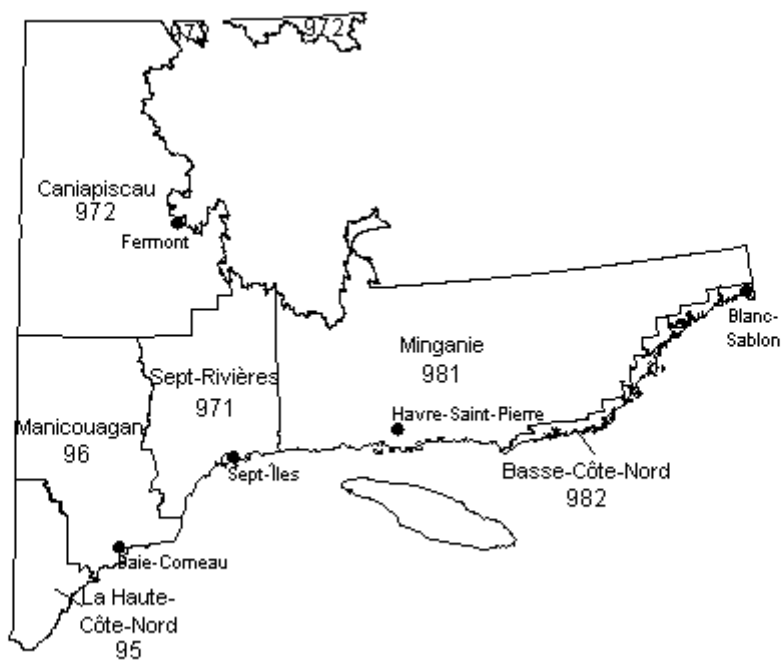 972
972
Caniapiscau
972
Fermont
Blanc-
Sablon
Minganie
981
Sept-Rivières
971
Havre-Saint-Pierre
Manicouagan
96
Sept-Îles
Basse-Côte-Nord
982
Baie-Comeau
La Haute-
Côte-Nord
95